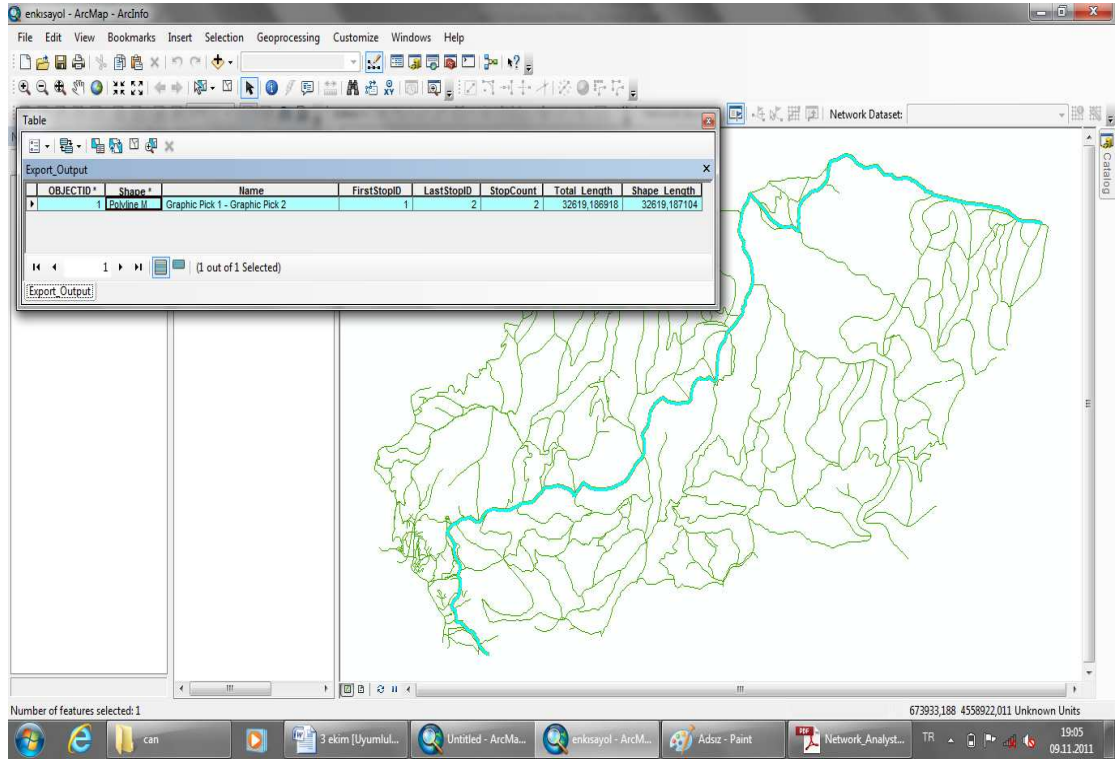 enkısayol - ArcMap - ArcInfo
File Edit View Bookmarks Insert Selection Geoprocessing Customize Windows Help
Network Dataset:
Table
Export_Output
OBJECTID * Shape * Name FirstStopID LastStopID StopCount Total_Length Shape_Length
1 Polyline M Graphic Pick 1 - Graphic Pick 2 1 2 2 32619,186918 32619,187104
1 (1 out of 1 Selected)
Export_Output
Catalog
Number of features selected: 1
673933,188 4558922,011 Unknown Units
can
3 ekim [Uyumlul...
Untitled - ArcMa...
enkısayol - ArcM...
Adsız - Paint
Network_Analyst...
TR
19:05
09.11.2011